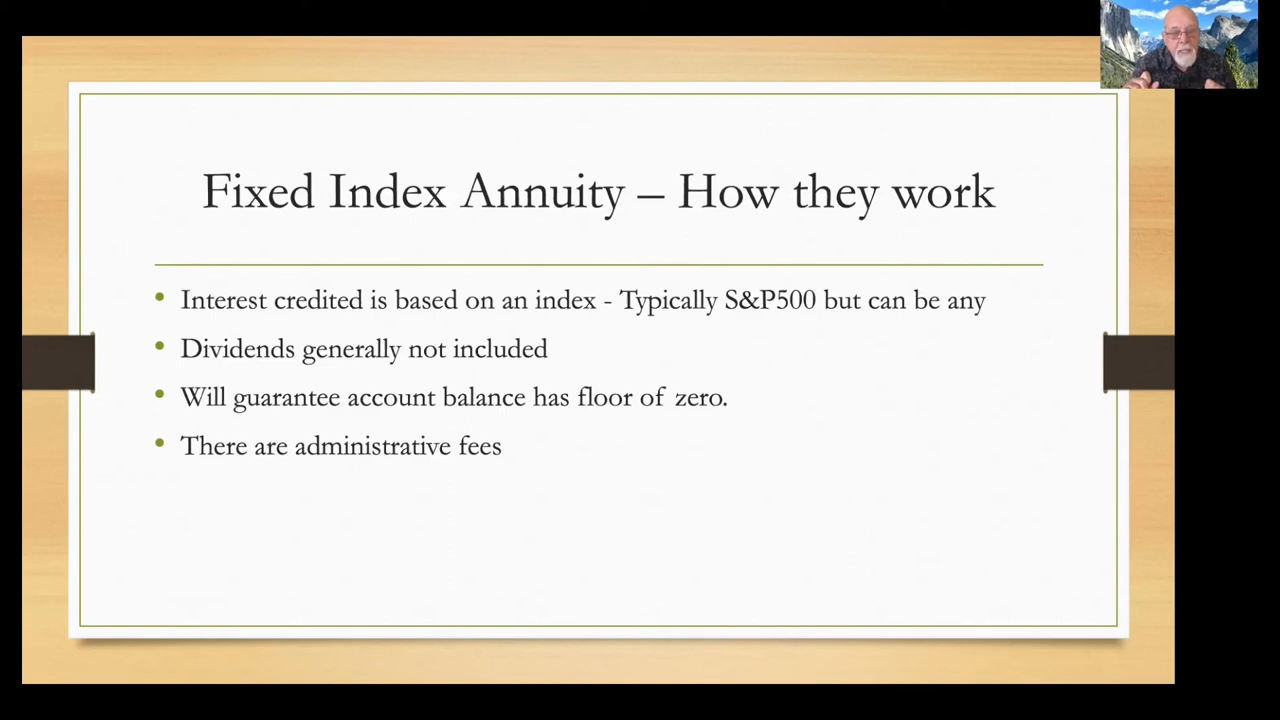 Fixed Index Annuity – How they work
• Interest credited is based on an index - Typically S&P500 but can be any
• Dividends generally not included
• Will guarantee account balance has floor of zero.
• There are administrative fees